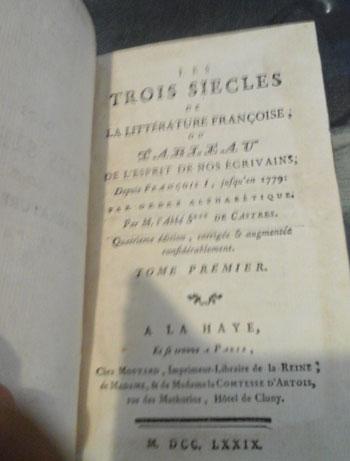 LES
TROIS SIECLES
DE
LA LITTÉRATURE FRANÇOISE;
OU
TABLEAU
DE L'ESPRIT DE NOS ÉCRIVAINS;
Depuis FRANÇOIS I, jusqu'en 1779:
PAR ORDRE ALPHABÉTIQUE.
Par M. l'Abbé S*** DE CASTRES.
Quatrième édition, corrigée & augmentée
considérablement.
TOME PREMIER.
A LA HAYE,
Et se trouve A PARIS,
Chez MOUTARD, Imprimeur-Libraire de la REINE;
de MADAME, & de Madame la COMTESSE D'ARTOIS,
rue des Mathurins, Hôtel de Cluny.
M. DCC. LXXIX.